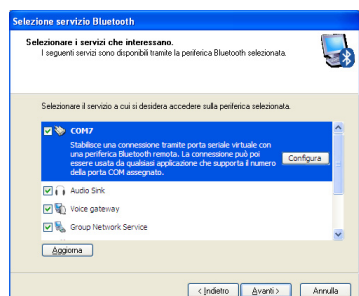 Selezione servizio Bluetooth
Selezionare i servizi che interessano.
I seguenti servizi sono disponibili tramite la periferica Bluetooth selezionata.
Selezionare il servizio a cui si desidera accedere sulla periferica selezionata.
COM7
Stabilisce una connessione tramite porta seriale virtuale con
una periferica Bluetooth remota. La connessione può poi
essere usata da qualsiasi applicazione che supporta il numero
della porta COM assegnato.
Configura
Audio Sink
Voice gateway
Group Network Service
Aggiorna
< Indietro
Avanti >
Annulla